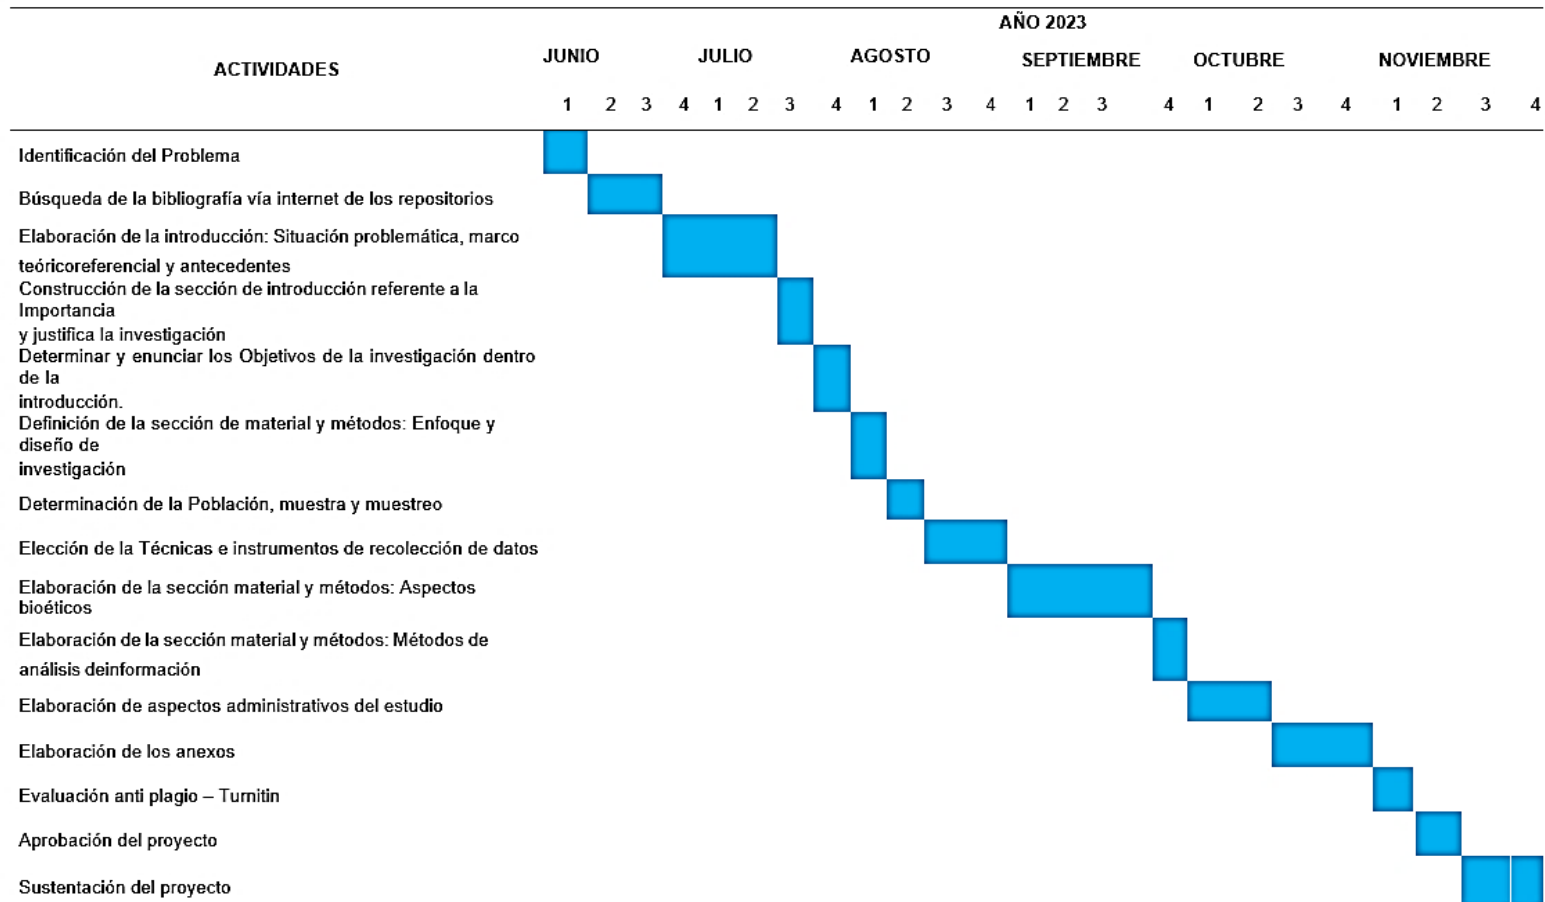 AÑO 2023
ACTIVIDADES
JUNIO JULIO AGOSTO SEPTIEMBRE OCTUBRE NOVIEMBRE
1 2 3 4 1 2 3 4 1 2 3 4 1 2 3 4 1 2 3 4 1 2 3 4
Identificación del Problema
Búsqueda de la bibliografía vía internet de los repositorios
Elaboración de la introducción: Situación problemática, marco
teóricoreferencial y antecedentes
Construcción de la sección de introducción referente a la
Importancia
y justifica la investigación
Determinar y enunciar los Objetivos de la investigación dentro
de la
introducción.
Definición de la sección de material y métodos: Enfoque y
diseño de
investigación
Determinación de la Población, muestra y muestreo
Elección de la Técnicas e instrumentos de recolección de datos
Elaboración de la sección material y métodos: Aspectos
bioéticos
Elaboración de la sección material y métodos: Métodos de
análisis deinformación
Elaboración de aspectos administrativos del estudio
Elaboración de los anexos
Evaluación anti plagio – Turnitin
Aprobación del proyecto
Sustentación del proyecto